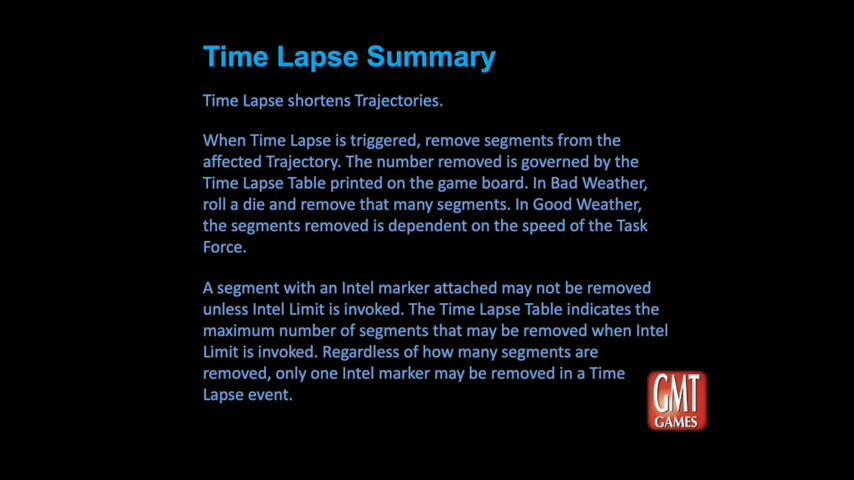 Time Lapse Summary
Time Lapse shortens Trajectories.
When Time Lapse is triggered, remove segments from the
affected Trajectory. The number removed is governed by the
Time Lapse Table printed on the game board. In Bad Weather,
roll a die and remove that many segments. In Good Weather,
the segments removed is dependent on the speed of the Task
Force.
A segment with an Intel marker attached may not be removed
unless Intel Limit is invoked. The Time Lapse Table indicates the
maximum number of segments that may be removed when Intel
Limit is invoked. Regardless of how many segments are
removed, only one Intel marker may be removed in a Time
Lapse event.
GMT
GAMES